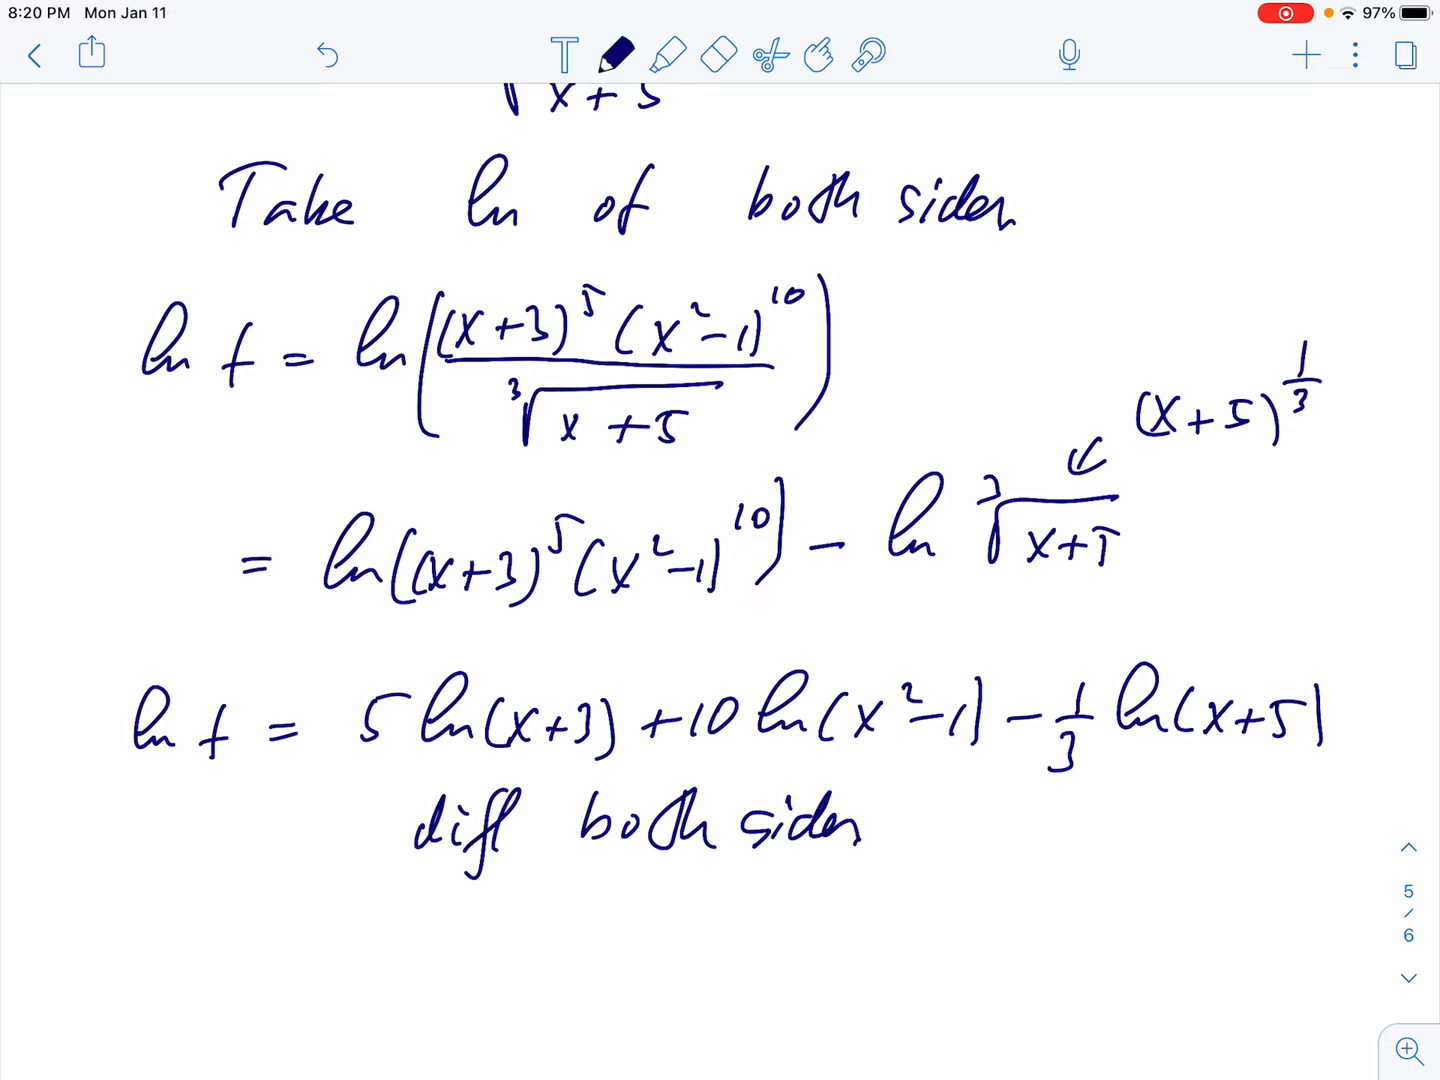 8:20 PM Mon Jan 11 97%
T
√x+5
Take ln of both sides
ln f = ln((x+3)^5 (x^2-1)^10 / ∛(x+5))
(x+5)^(1/3)
= ln((x+3)^5 (x^2-1)^10) - ln ∛(x+5)
ln f = 5 ln(x+3) + 10 ln(x^2-1) - 1/3 ln(x+5)
diff both sides
5
/
6